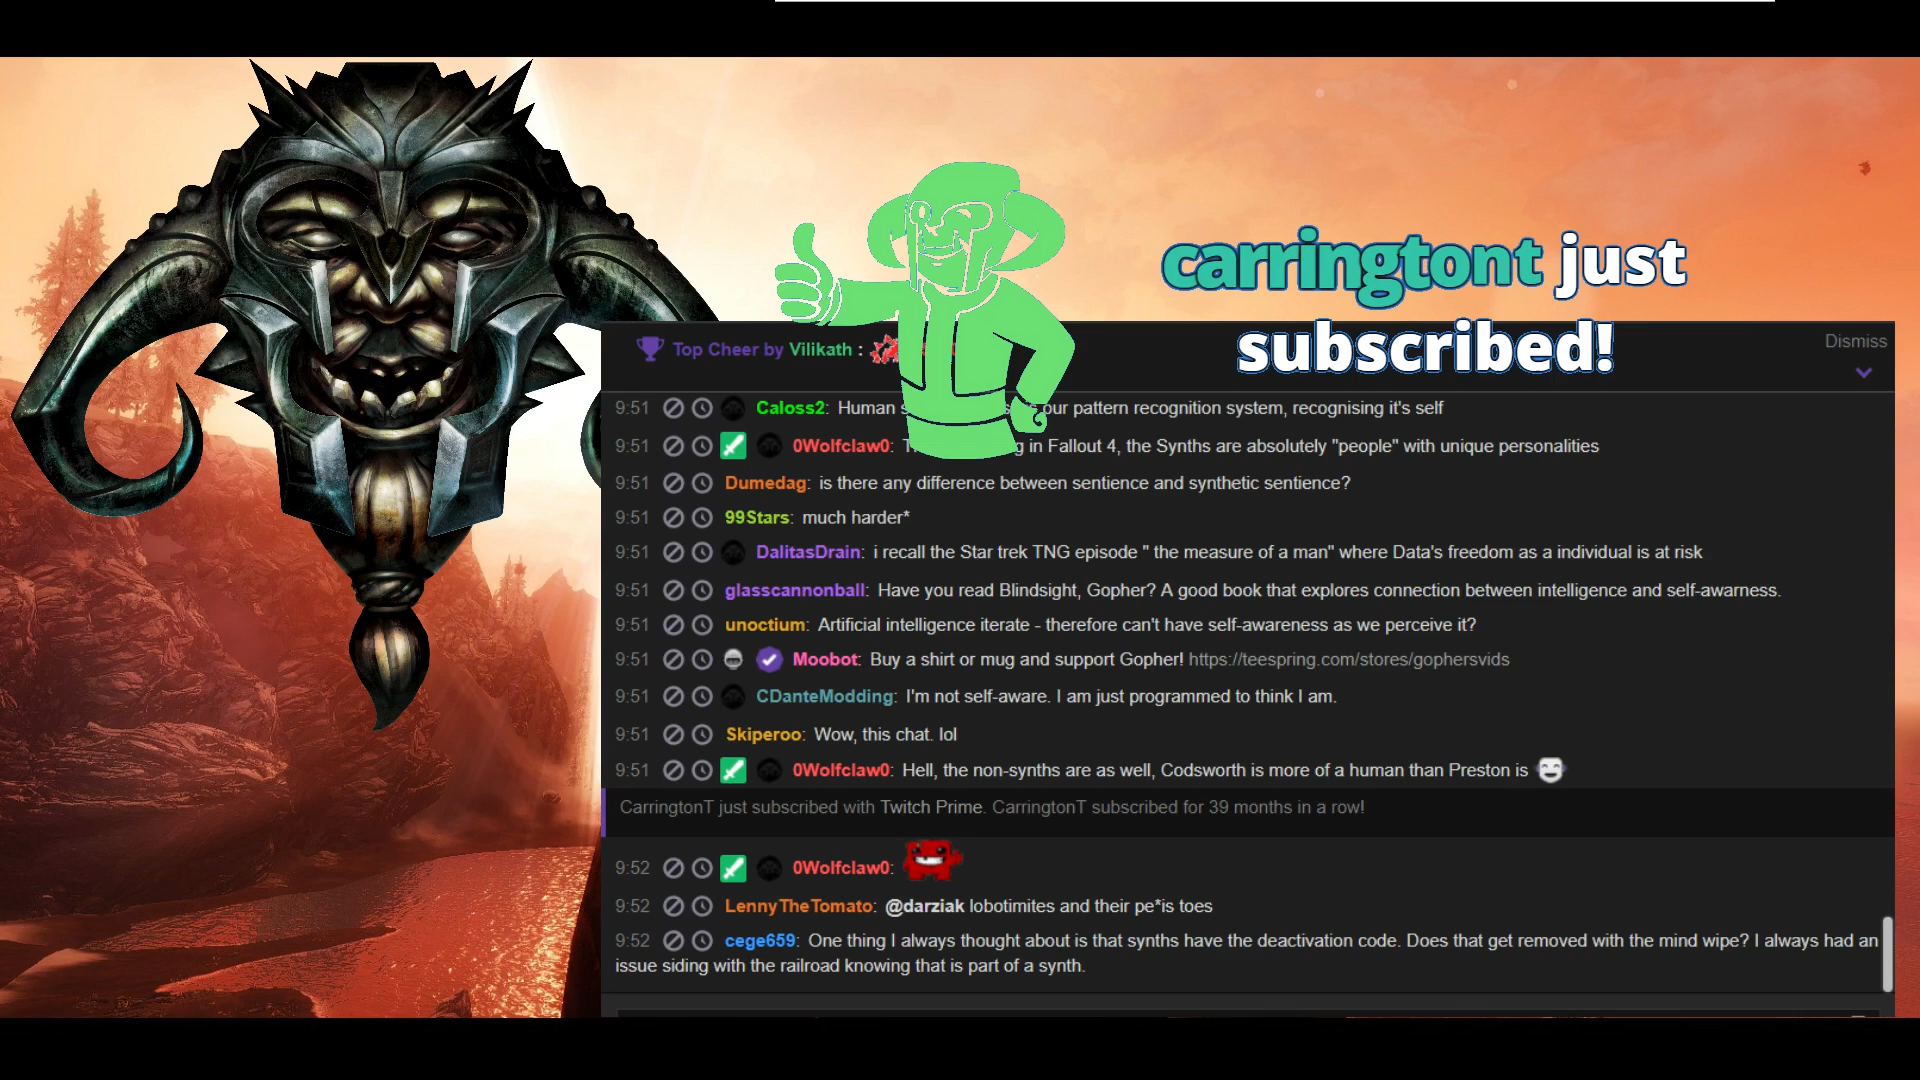 carringtont just
subscribed!
Top Cheer by Vilikath :
Dismiss
9:51 Caloss2: Human our pattern recognition system, recognising it's self
9:51 0Wolfclaw0: in Fallout 4, the Synths are absolutely "people" with unique personalities
9:51 Dumedag: is there any difference between sentience and synthetic sentience?
9:51 99Stars: much harder*
9:51 DalitasDrain: i recall the Star trek TNG episode " the measure of a man" where Data's freedom as a individual is at risk
9:51 glasscannonball: Have you read Blindsight, Gopher? A good book that explores connection between intelligence and self-awarness.
9:51 unoctium: Artificial intelligence iterate - therefore can't have self-awareness as we perceive it?
9:51 Moobot: Buy a shirt or mug and support Gopher! https://teespring.com/stores/gophersvids
9:51 CDanteModding: I'm not self-aware. I am just programmed to think I am.
9:51 Skiperoo: Wow, this chat. lol
9:51 0Wolfclaw0: Hell, the non-synths are as well, Codsworth is more of a human than Preston is
CarringtonT just subscribed with Twitch Prime. CarringtonT subscribed for 39 months in a row!
9:52 0Wolfclaw0:
9:52 LennyTheTomato: @darziak lobotimites and their pe*is toes
9:52 cege659: One thing I always thought about is that synths have the deactivation code. Does that get removed with the mind wipe? I always had an
issue siding with the railroad knowing that is part of a synth.